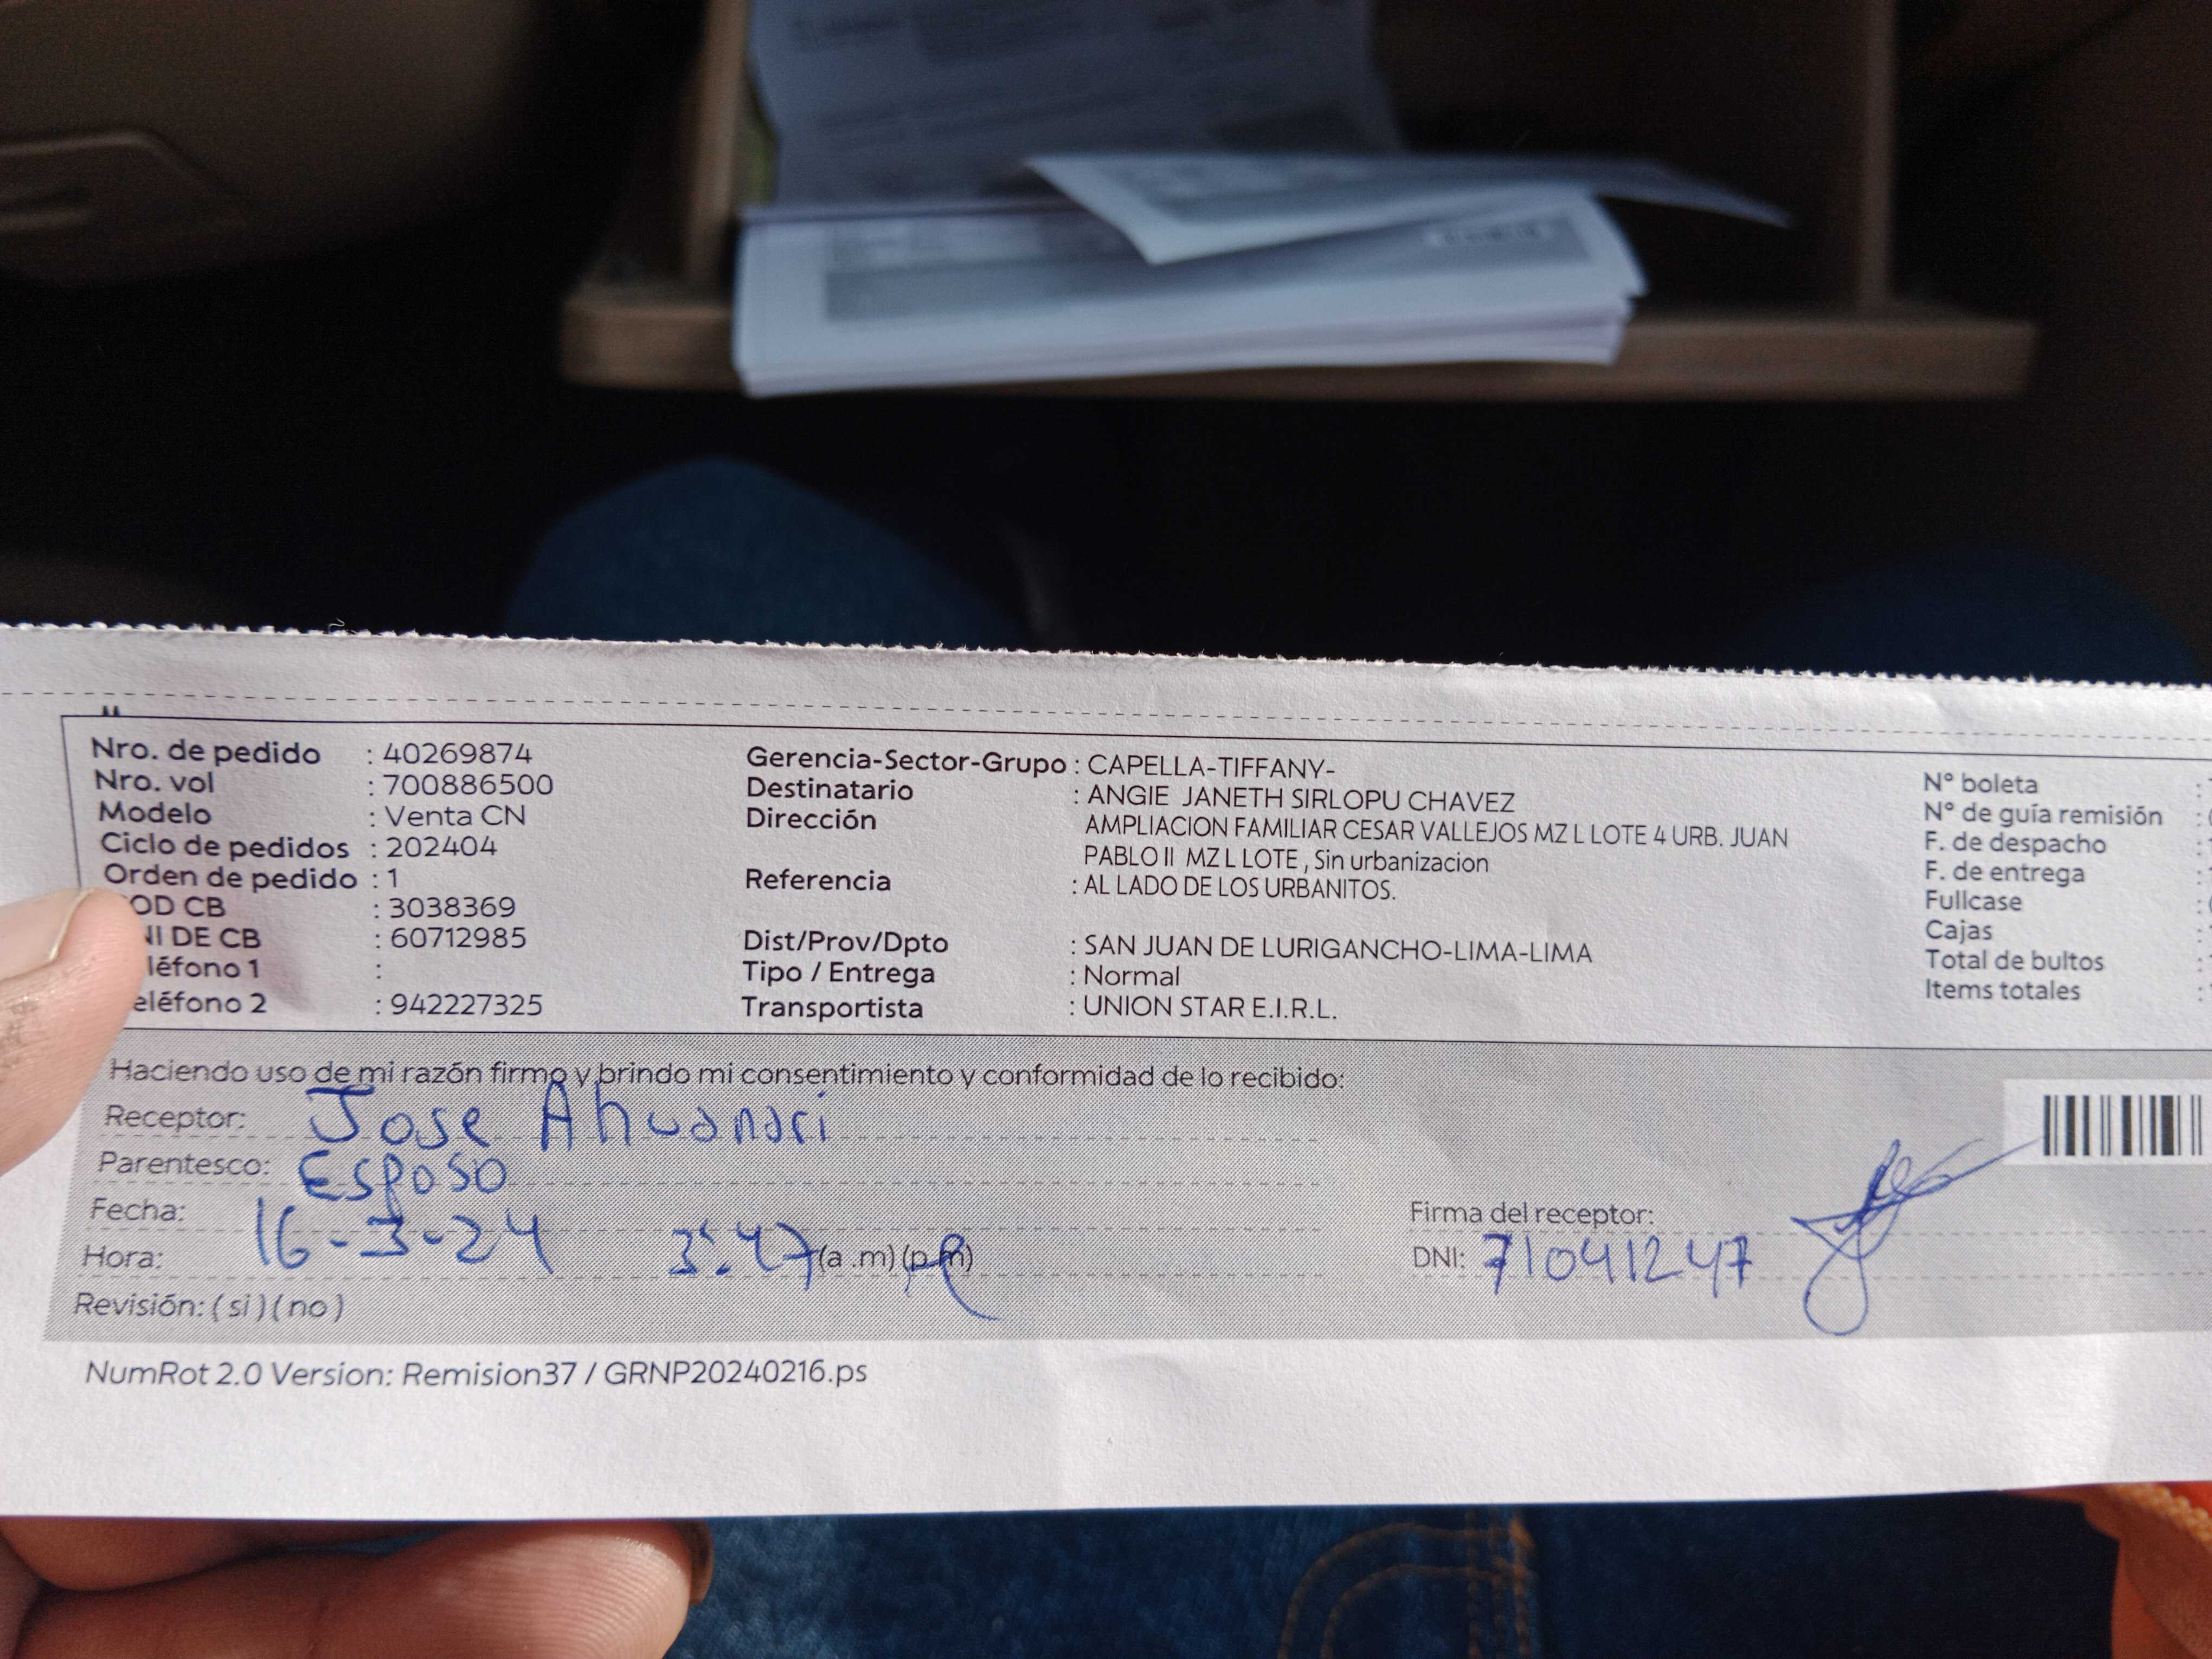 Nro. de pedido : 40269874
Nro. vol : 700886500
Modelo : Venta CN
Ciclo de pedidos : 202404
Orden de pedido : 1
OD CB : 3038369
NI DE CB : 60712985
léfono 1 :
eléfono 2 : 942227325
Gerencia-Sector-Grupo : CAPELLA-TIFFANY-
Destinatario : ANGIE JANETH SIRLOPU CHAVEZ
Dirección AMPLIACION FAMILIAR CESAR VALLEJOS MZ L LOTE 4 URB. JUAN
PABLO II MZ L LOTE , Sin urbanizacion
Referencia : AL LADO DE LOS URBANITOS.
Dist/Prov/Dpto : SAN JUAN DE LURIGANCHO-LIMA-LIMA
Tipo / Entrega : Normal
Transportista : UNION STAR E.I.R.L.
N° boleta :
N° de guía remisión :
F. de despacho :
F. de entrega :
Fullcase :
Cajas :
Total de bultos :
Items totales :
Haciendo uso de mi razón firmo y brindo mi consentimiento y conformidad de lo recibido:
Receptor: Jose Ahuanari
Parentesco: Esposo
Fecha: 16-3-24
Hora: 3:47 (a .m) (p.m)
Revisión: ( si ) ( no )
Firma del receptor:
DNI: 71041247
NumRot 2.0 Version: Remision37 / GRNP20240216.ps